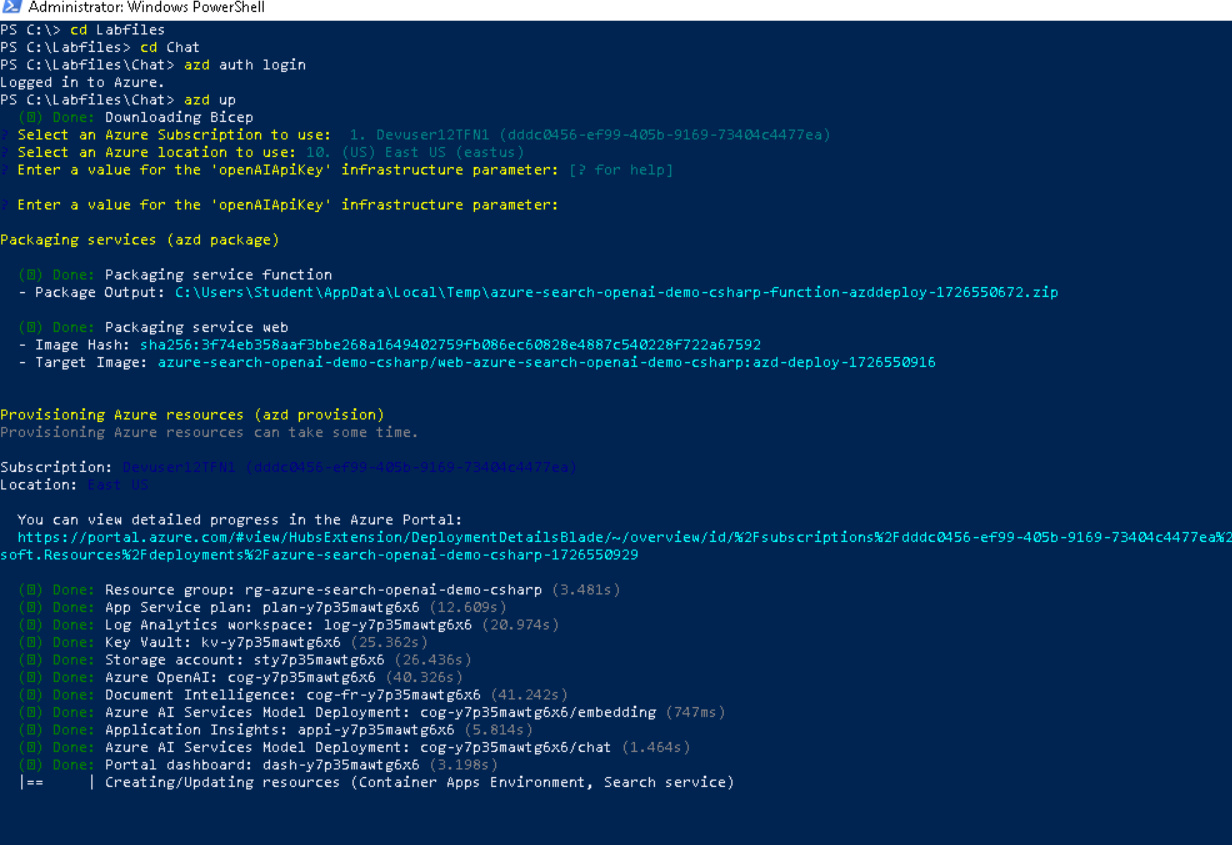 Administrator: Windows PowerShell
PS C:\> cd Labfiles
PS C:\Labfiles> cd Chat
PS C:\Labfiles\Chat> azd auth login
Logged in to Azure.
PS C:\Labfiles\Chat> azd up
(□) Done: Downloading Bicep
? Select an Azure Subscription to use:  1. Devuser12TFN1 (dddc0456-ef99-405b-9169-73404c4477ea)
? Select an Azure location to use: 10. (US) East US (eastus)
? Enter a value for the 'openAIApiKey' infrastructure parameter: [? for help]
? Enter a value for the 'openAIApiKey' infrastructure parameter:
Packaging services (azd package)
(□) Done: Packaging service function
- Package Output: C:\Users\Student\AppData\Local\Temp\azure-search-openai-demo-csharp-function-azddeploy-1726550672.zip
(□) Done: Packaging service web
- Image Hash: sha256:3f74eb358aaf3bbe268a1649402759fb086ec60828e4887c540228f722a67592
- Target Image: azure-search-openai-demo-csharp/web-azure-search-openai-demo-csharp:azd-deploy-1726550916
Provisioning Azure resources (azd provision)
Provisioning Azure resources can take some time.
Subscription: Devuser12TFN1 (dddc0456-ef99-405b-9169-73404c4477ea)
Location: East US
You can view detailed progress in the Azure Portal:
https://portal.azure.com/#view/HubsExtension/DeploymentDetailsBlade/~/overview/id/%2Fsubscriptions%2Fdddc0456-ef99-405b-9169-73404c4477ea%2
soft.Resources%2Fdeployments%2Fazure-search-openai-demo-csharp-1726550929
(□) Done: Resource group: rg-azure-search-openai-demo-csharp (3.481s)
(□) Done: App Service plan: plan-y7p35mawtg6x6 (12.609s)
(□) Done: Log Analytics workspace: log-y7p35mawtg6x6 (20.974s)
(□) Done: Key Vault: kv-y7p35mawtg6x6 (25.362s)
(□) Done: Storage account: sty7p35mawtg6x6 (26.436s)
(□) Done: Azure OpenAI: cog-y7p35mawtg6x6 (40.326s)
(□) Done: Document Intelligence: cog-fr-y7p35mawtg6x6 (41.242s)
(□) Done: Azure AI Services Model Deployment: cog-y7p35mawtg6x6/embedding (747ms)
(□) Done: Application Insights: appi-y7p35mawtg6x6 (5.814s)
(□) Done: Azure AI Services Model Deployment: cog-y7p35mawtg6x6/chat (1.464s)
(□) Done: Portal dashboard: dash-y7p35mawtg6x6 (3.198s)
|==     | Creating/Updating resources (Container Apps Environment, Search service)